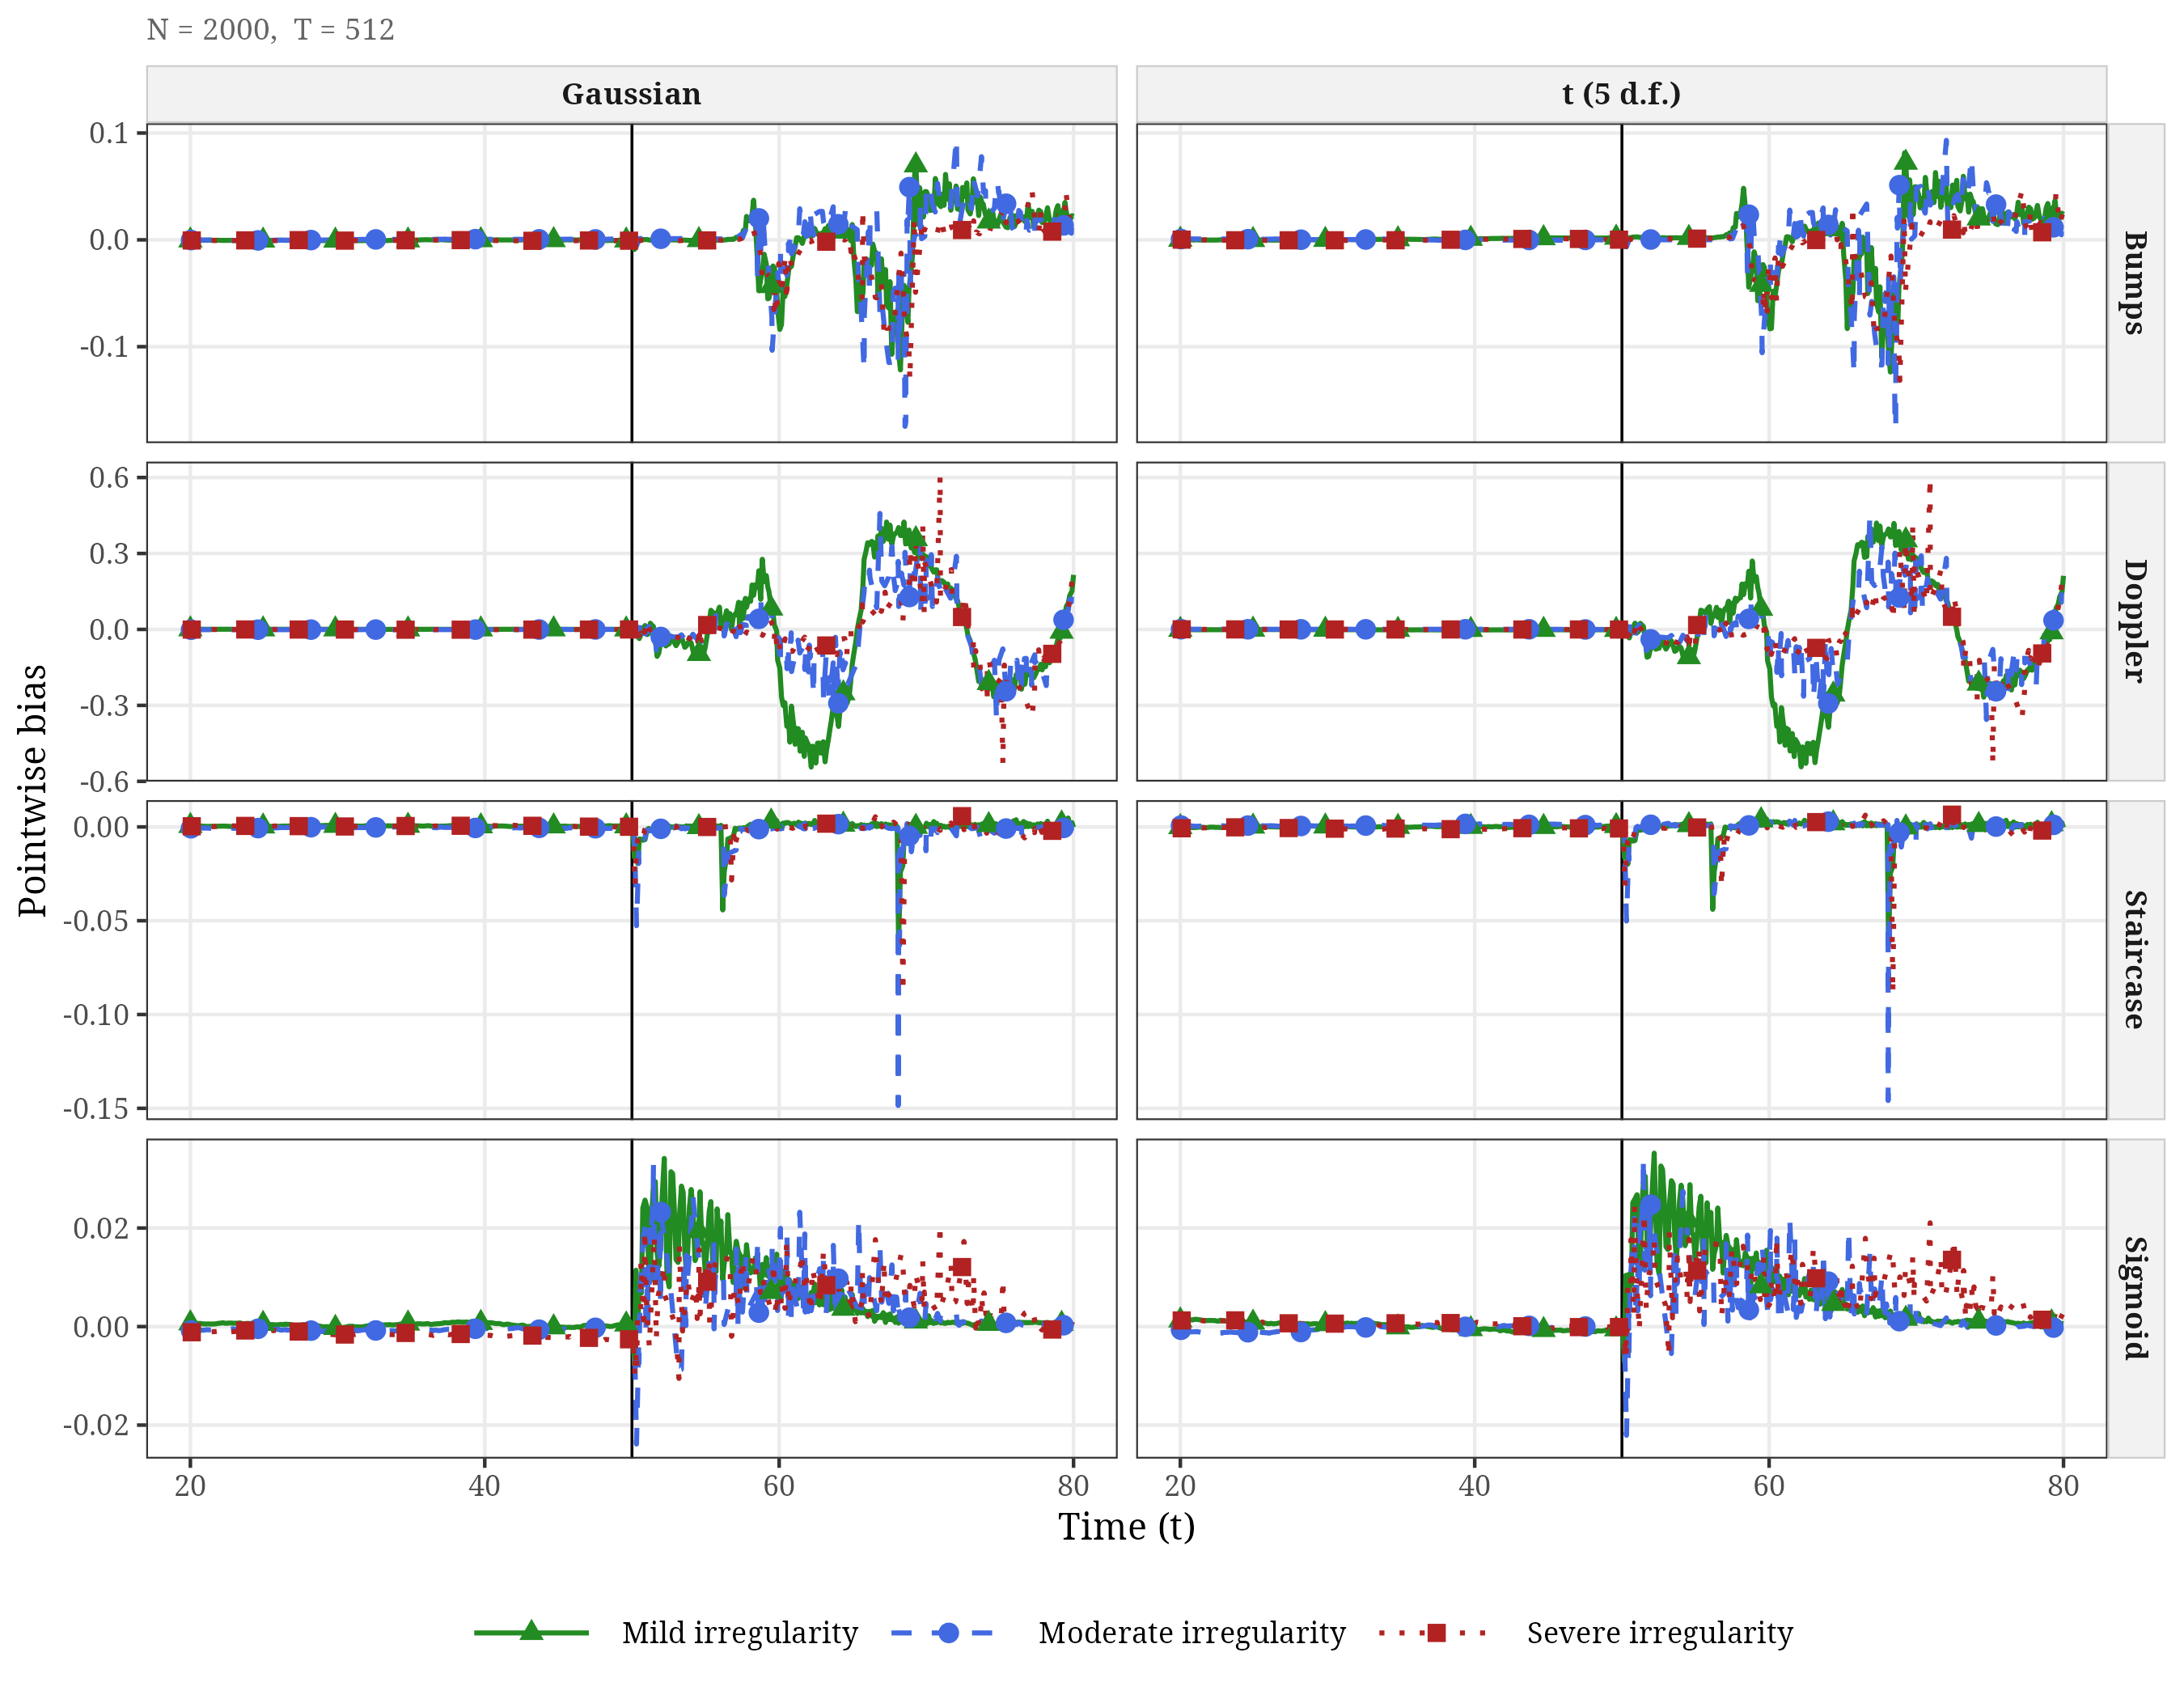 N = 2000,  T = 512
Gaussian
t (5 d.f.)
0.1
0.0
-0.1
Bumps
0.6
0.3
0.0
-0.3
-0.6
Doppler
0.00
-0.05
-0.10
-0.15
Staircase
0.02
0.00
-0.02
Sigmoid
Pointwise bias
20 40 60 80
20 40 60 80
Time (t)
Mild irregularity
Moderate irregularity
Severe irregularity